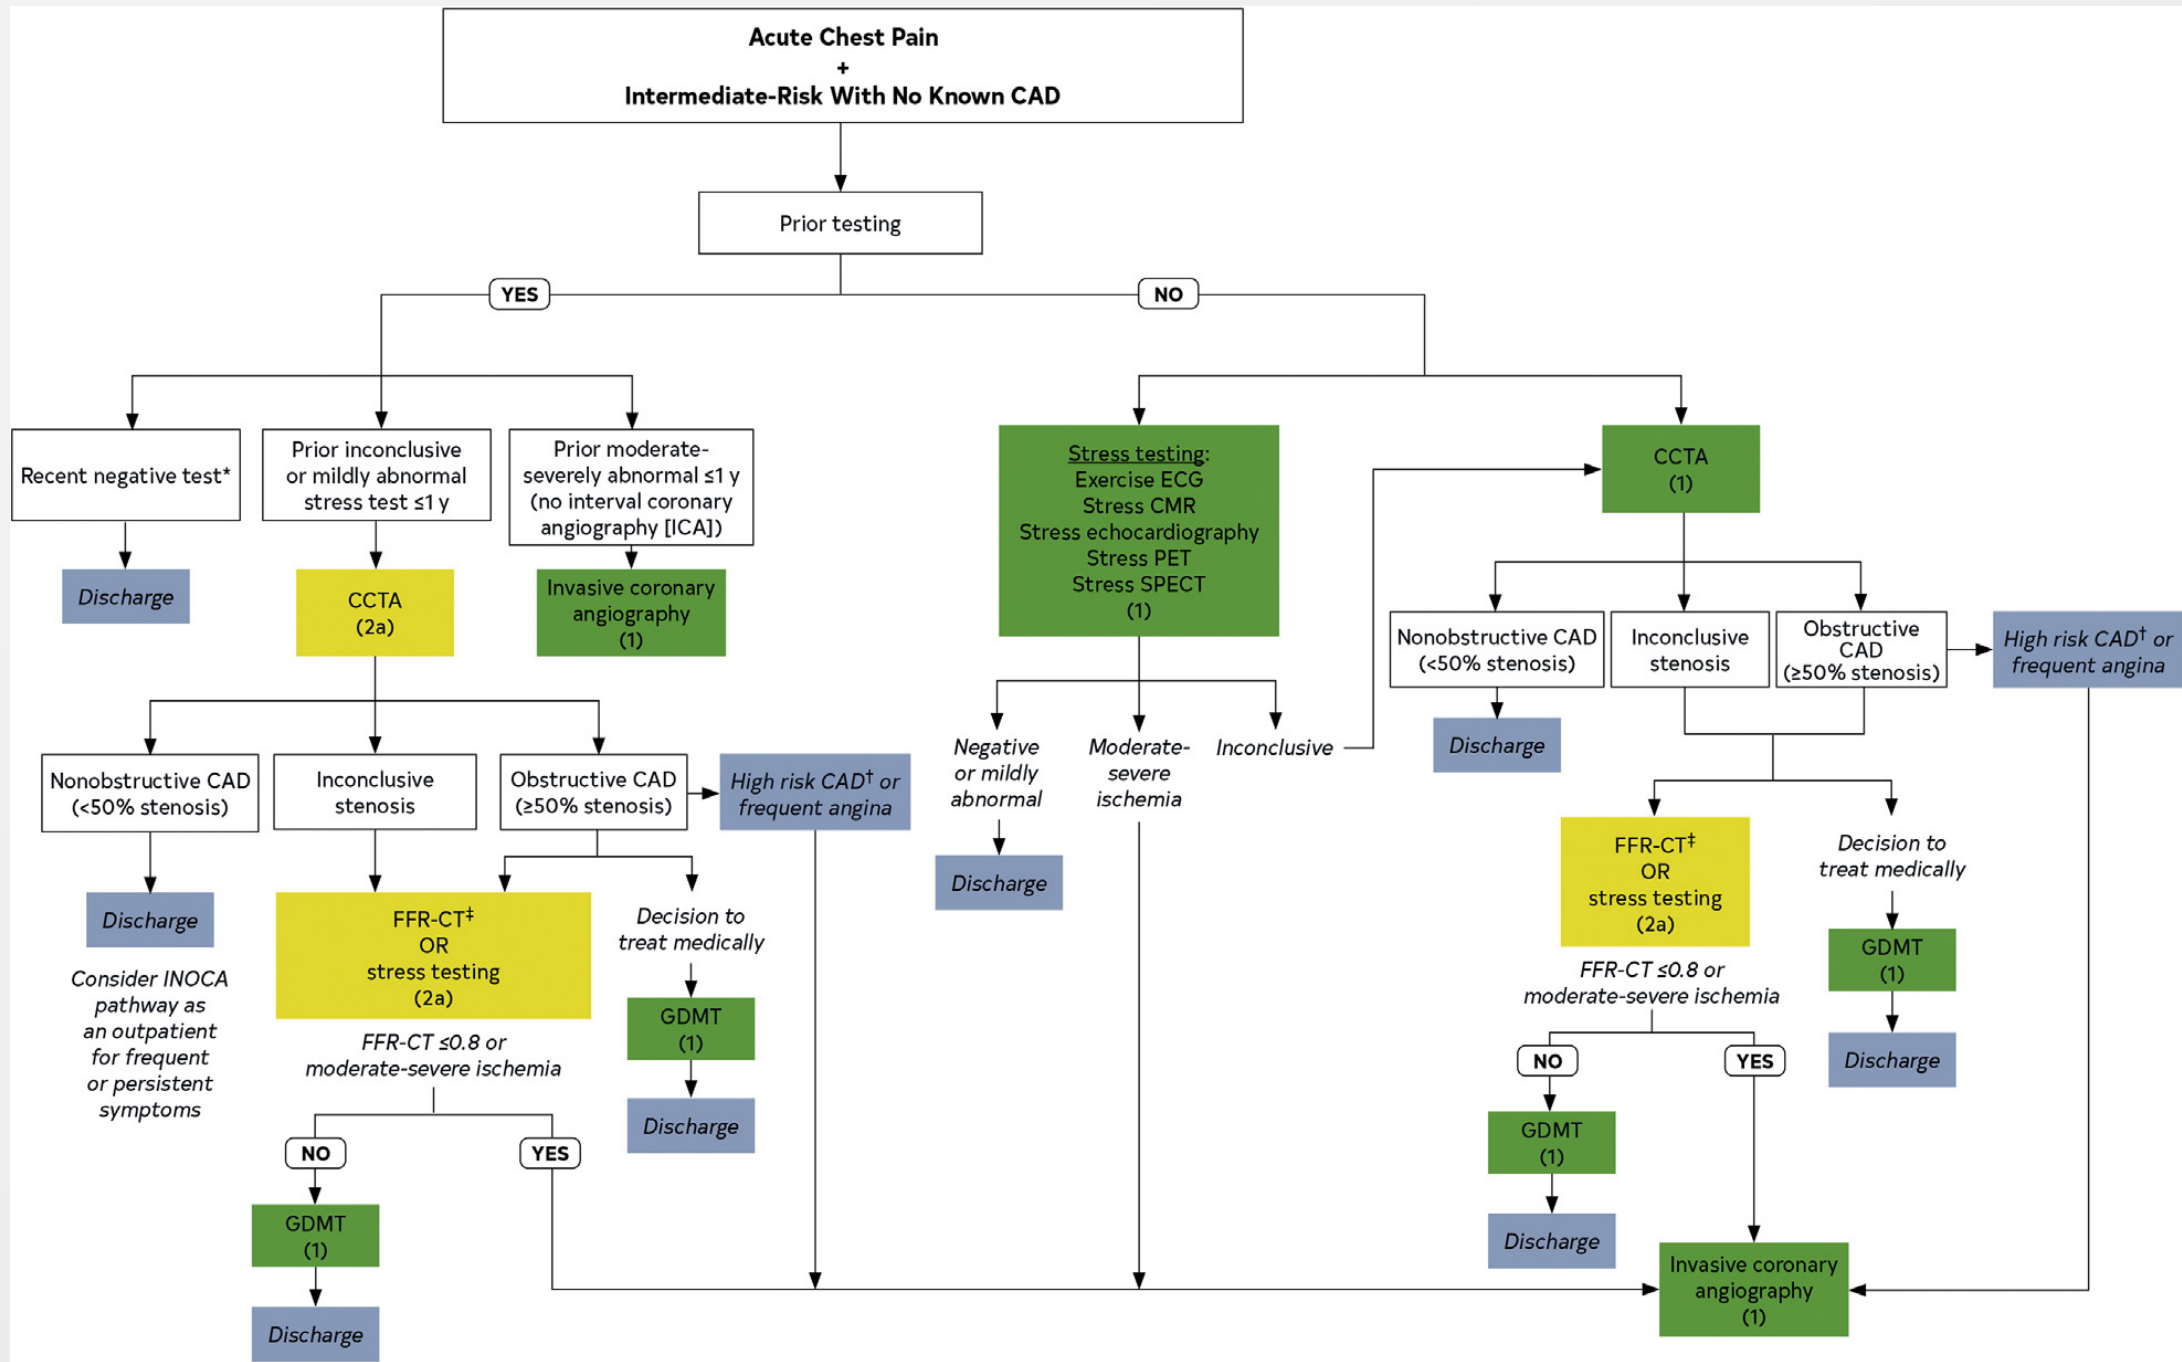 Acute Chest Pain
+
Intermediate-Risk With No Known CAD
Prior testing
YES
NO
Recent negative test*
Discharge
Prior inconclusive
or mildly abnormal
stress test ≤1 y
CCTA
(2a)
Prior moderate-
severely abnormal ≤1 y
(no interval coronary
angiography [ICA])
Invasive coronary
angiography
(1)
Nonobstructive CAD
(<50% stenosis)
Discharge
Consider INOCA
pathway as
an outpatient
for frequent
or persistent
symptoms
Inconclusive
stenosis
Obstructive CAD
(≥50% stenosis)
High risk CAD† or
frequent angina
FFR-CT‡
OR
stress testing
(2a)
FFR-CT ≤0.8 or
moderate-severe ischemia
NO
YES
GDMT
(1)
Discharge
Decision to
treat medically
GDMT
(1)
Discharge
Stress testing:
Exercise ECG
Stress CMR
Stress echocardiography
Stress PET
Stress SPECT
(1)
Negative
or mildly
abnormal
Discharge
Moderate-
severe
ischemia
Inconclusive
CCTA
(1)
Nonobstructive CAD
(<50% stenosis)
Discharge
Inconclusive
stenosis
Obstructive
CAD
(≥50% stenosis)
High risk CAD† or
frequent angina
FFR-CT‡
OR
stress testing
(2a)
FFR-CT ≤0.8 or
moderate-severe ischemia
NO
YES
GDMT
(1)
Discharge
Decision to
treat medically
GDMT
(1)
Discharge
Invasive coronary
angiography
(1)